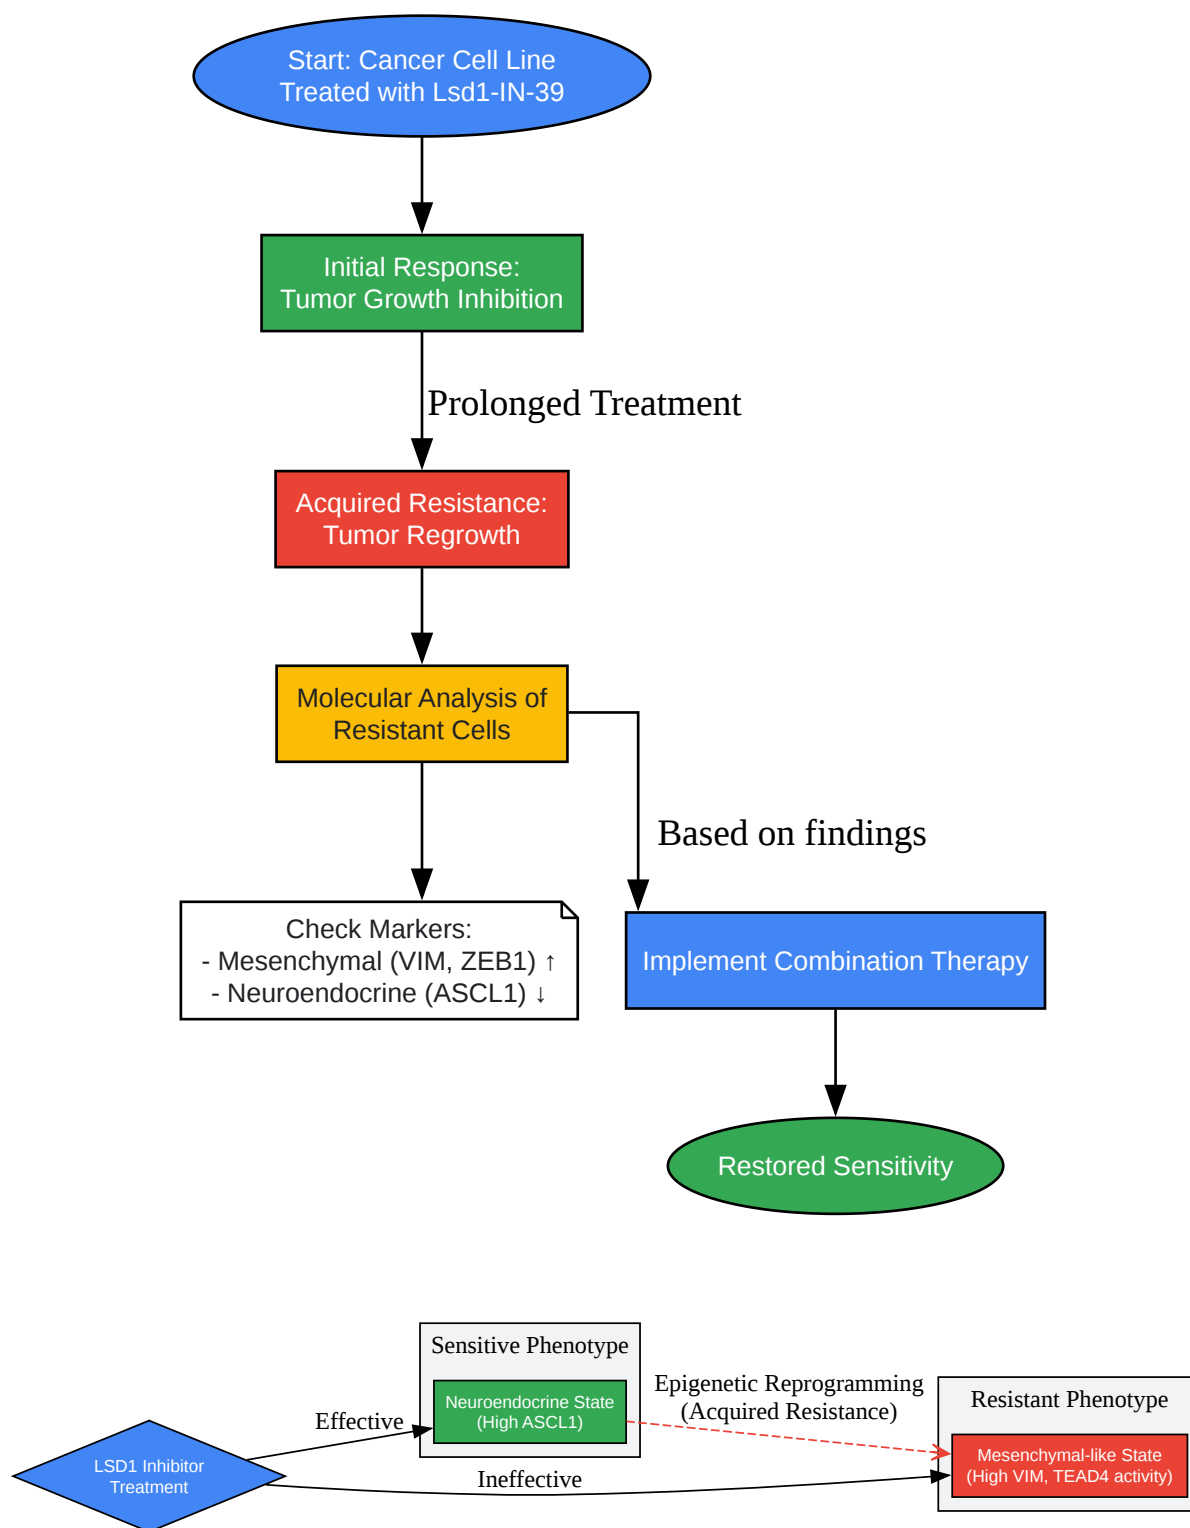 Start: Cancer Cell Line
Treated with Lsd1-IN-39
Initial Response:
Tumor Growth Inhibition
Prolonged Treatment
Acquired Resistance:
Tumor Regrowth
Molecular Analysis of
Resistant Cells
Based on findings
Check Markers:
- Mesenchymal (VIM, ZEB1) ↑
- Neuroendocrine (ASCL1) ↓
Implement Combination Therapy
Restored Sensitivity
Sensitive Phenotype
Neuroendocrine State
(High ASCL1)
Epigenetic Reprogramming
(Acquired Resistance)
Resistant Phenotype
Mesenchymal-like State
(High VIM, TEAD4 activity)
Effective
Ineffective
LSD1 Inhibitor
Treatment